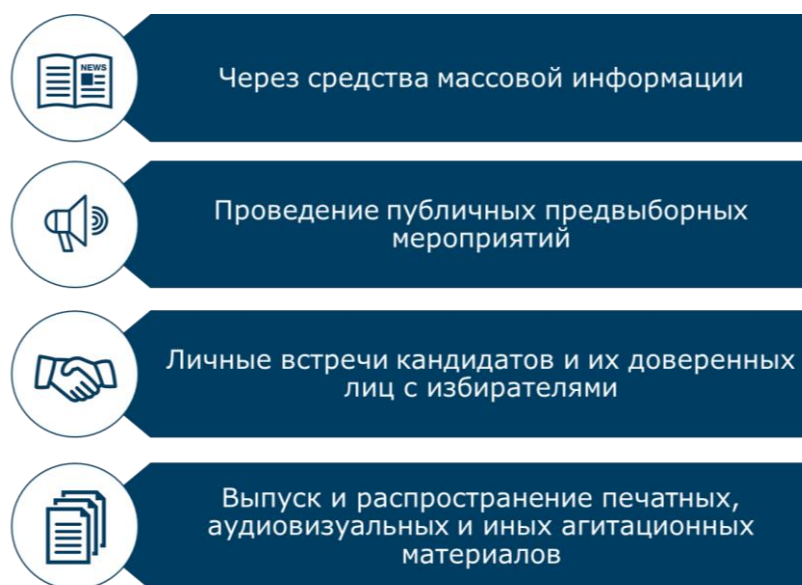 NEWS
Через средства массовой информации
Проведение публичных предвыборных
мероприятий
Личные встречи кандидатов и их доверенных
лиц с избирателями
Выпуск и распространение печатных,
аудиовизуальных и иных агитационных
материалов